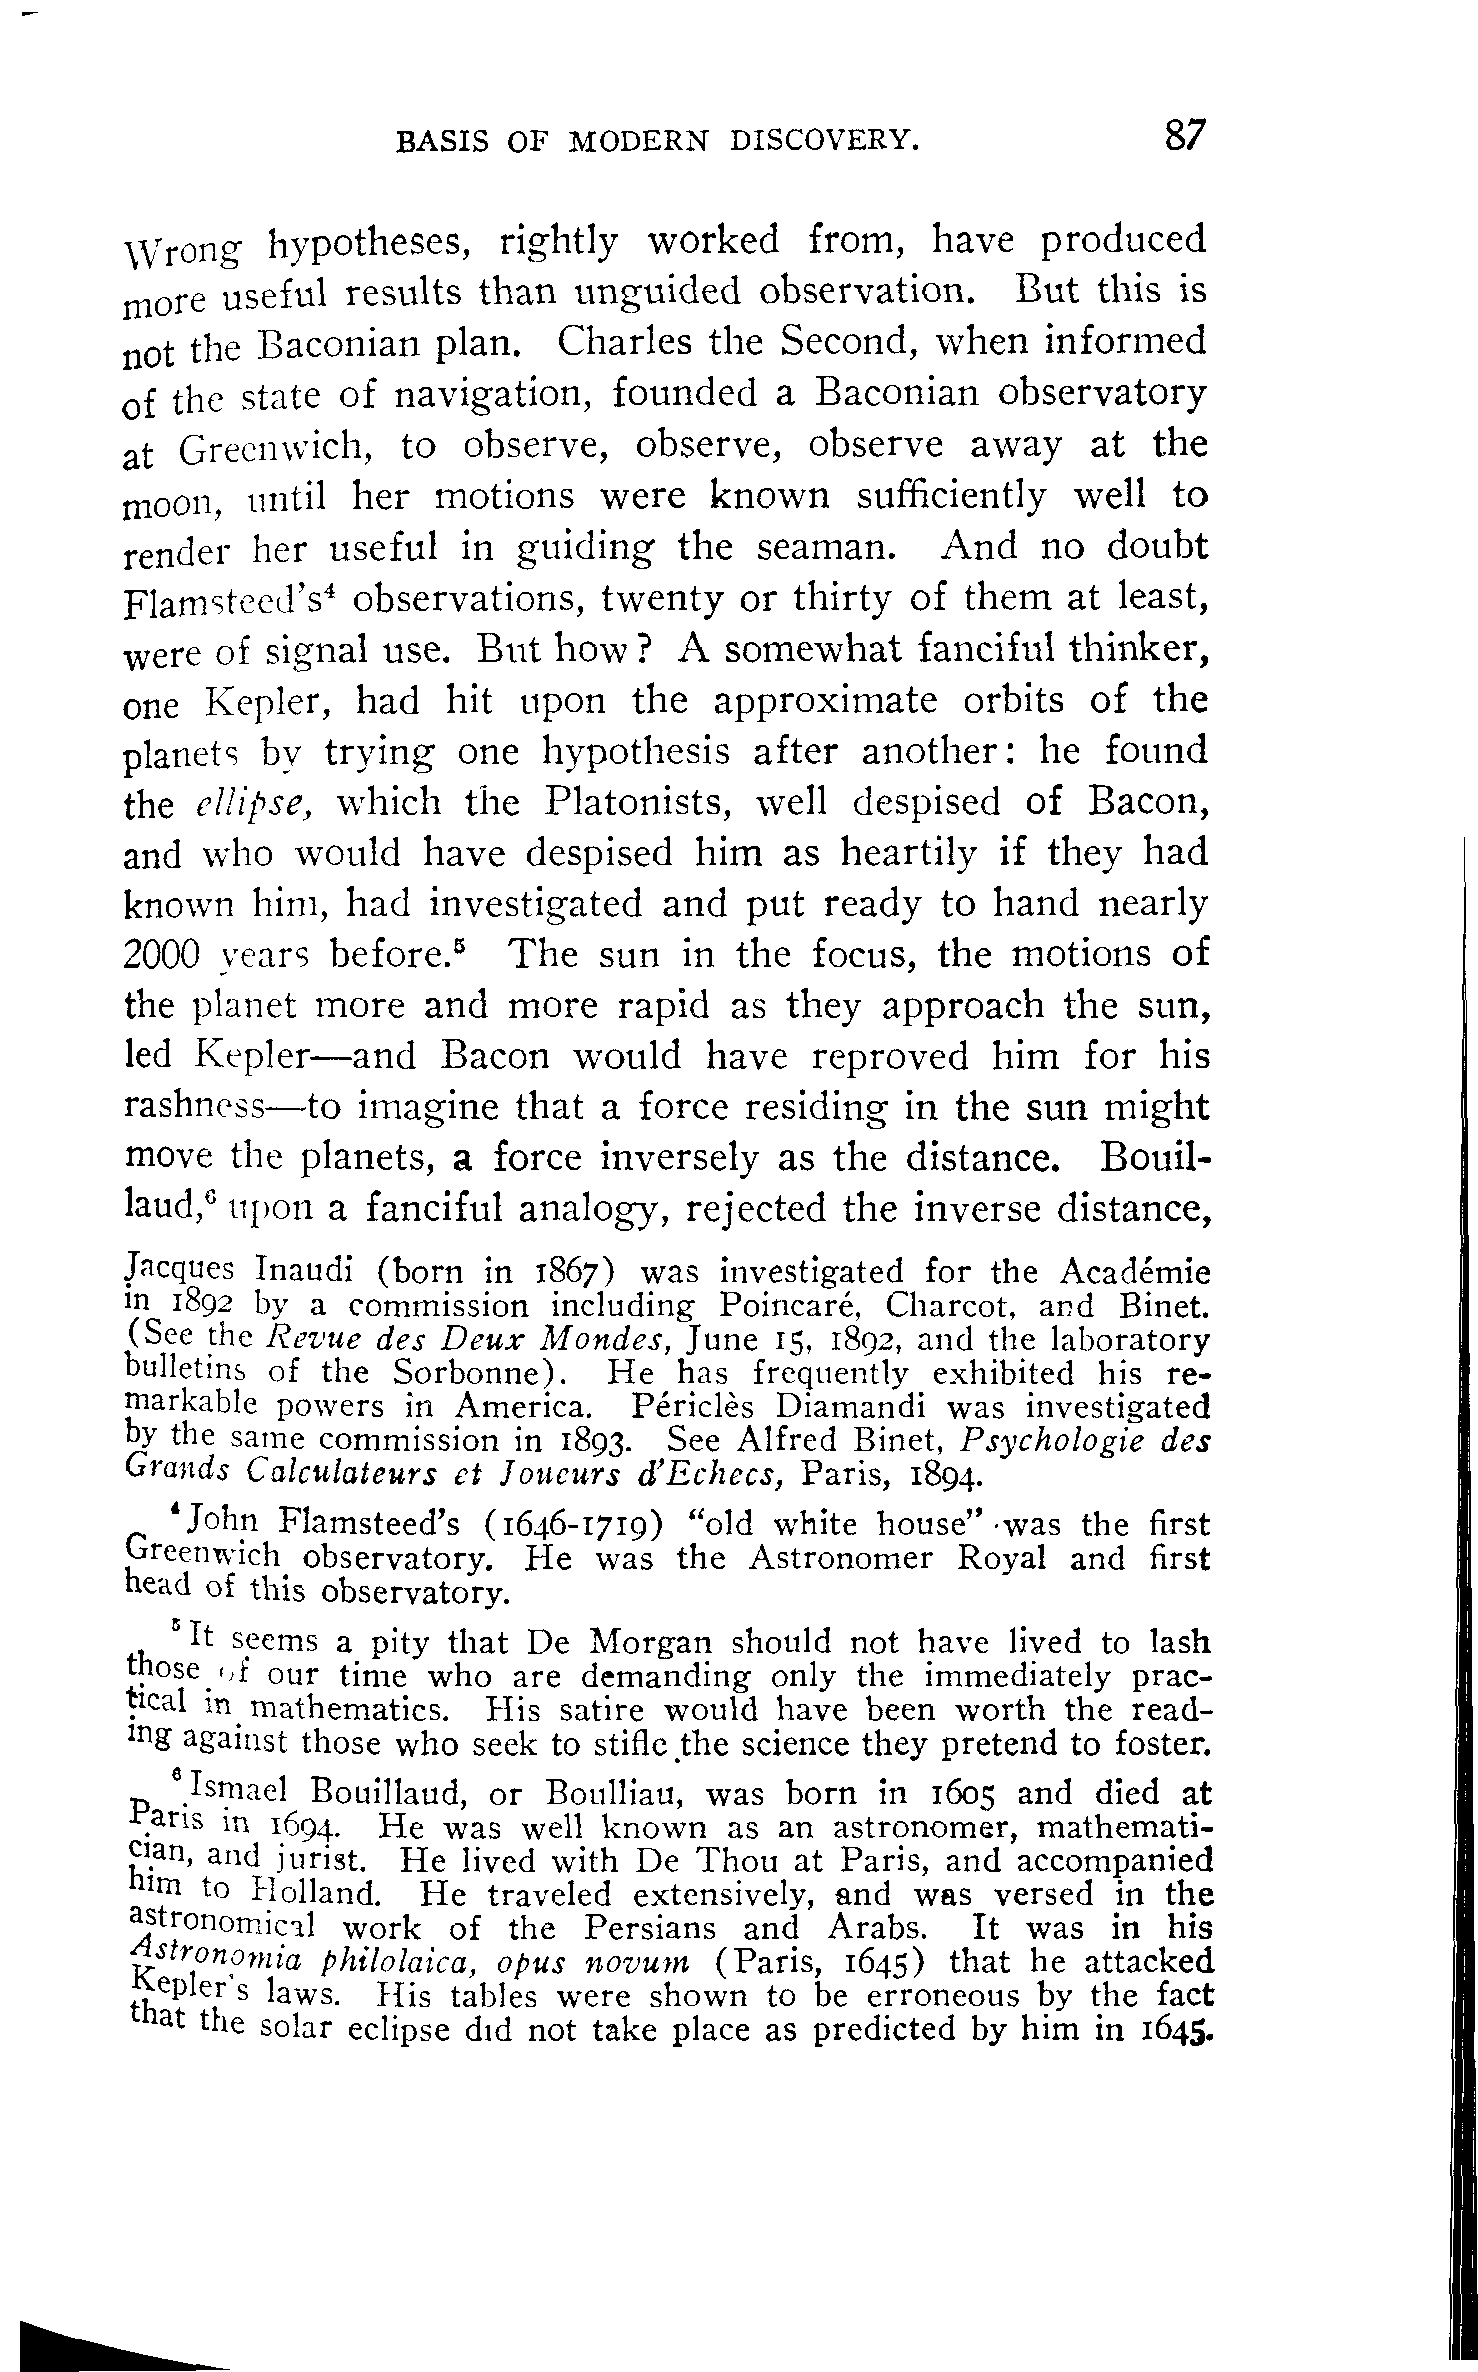 BASIS OF MODERN DISCOVERY. 87
Wrong hypotheses, rightly worked from, have produced
more useful results than unguided observation. But this is
not the Baconian plan. Charles the Second, when informed
of the state of navigation, founded a Baconian observatory
at Greenwich, to observe, observe, observe away at the
moon, until her motions were known sufficiently well to
render her useful in guiding the seaman. And no doubt
Flamsteed's⁴ observations, twenty or thirty of them at least,
were of signal use. But how? A somewhat fanciful thinker,
one Kepler, had hit upon the approximate orbits of the
planets by trying one hypothesis after another: he found
the ellipse, which the Platonists, well despised of Bacon,
and who would have despised him as heartily if they had
known him, had investigated and put ready to hand nearly
2000 years before.⁵ The sun in the focus, the motions of
the planet more and more rapid as they approach the sun,
led Kepler—and Bacon would have reproved him for his
rashness—to imagine that a force residing in the sun might
move the planets, a force inversely as the distance. Bouil-
laud,⁶ upon a fanciful analogy, rejected the inverse distance,
Jacques Inaudi (born in 1867) was investigated for the Académie
in 1892 by a commission including Poincaré, Charcot, and Binet.
(See the Revue des Deux Mondes, June 15, 1892, and the laboratory
bulletins of the Sorbonne). He has frequently exhibited his re-
markable powers in America. Périclès Diamandi was investigated
by the same commission in 1893. See Alfred Binet, Psychologie des
Grands Calculateurs et Joueurs d'Echecs, Paris, 1894.
⁴ John Flamsteed's (1646-1719) "old white house" was the first
Greenwich observatory. He was the Astronomer Royal and first
head of this observatory.
⁵ It seems a pity that De Morgan should not have lived to lash
those of our time who are demanding only the immediately prac-
tical in mathematics. His satire would have been worth the read-
ing against those who seek to stifle the science they pretend to foster.
⁶ Ismael Bouillaud, or Boulliau, was born in 1605 and died at
Paris in 1694. He was well known as an astronomer, mathemati-
cian, and jurist. He lived with De Thou at Paris, and accompanied
him to Holland. He traveled extensively, and was versed in the
astronomical work of the Persians and Arabs. It was in his
Astronomia philolaica, opus novum (Paris, 1645) that he attacked
Kepler's laws. His tables were shown to be erroneous by the fact
that the solar eclipse did not take place as predicted by him in 1645.